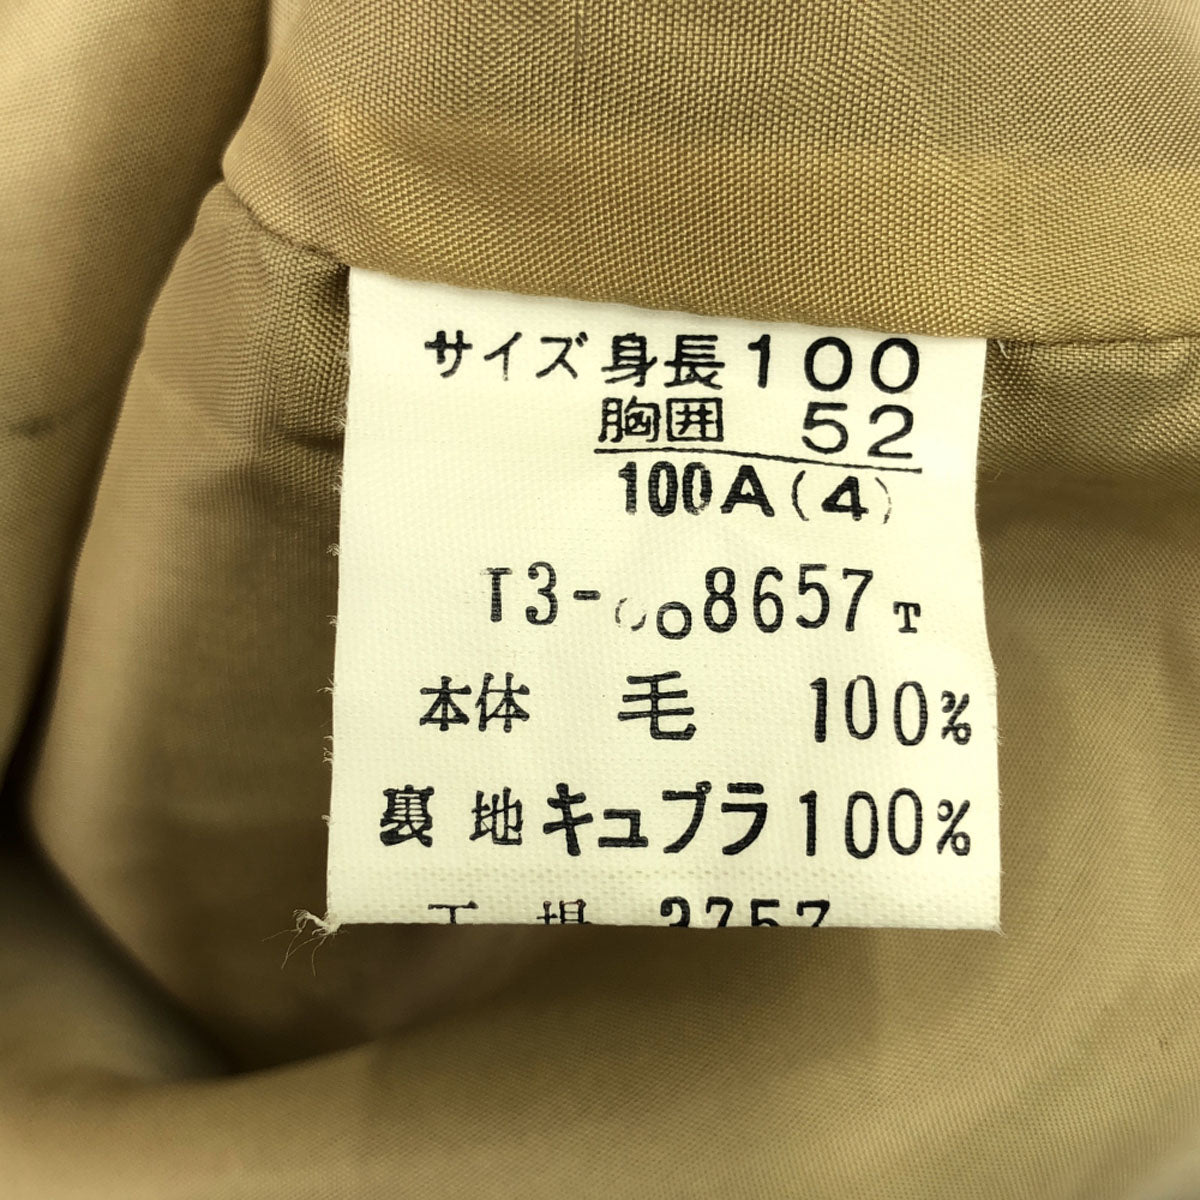 サイズ 身長 100
胸囲 52
100A(4)
8657 T
本体 毛 100%
裏地 キュプラ 100%